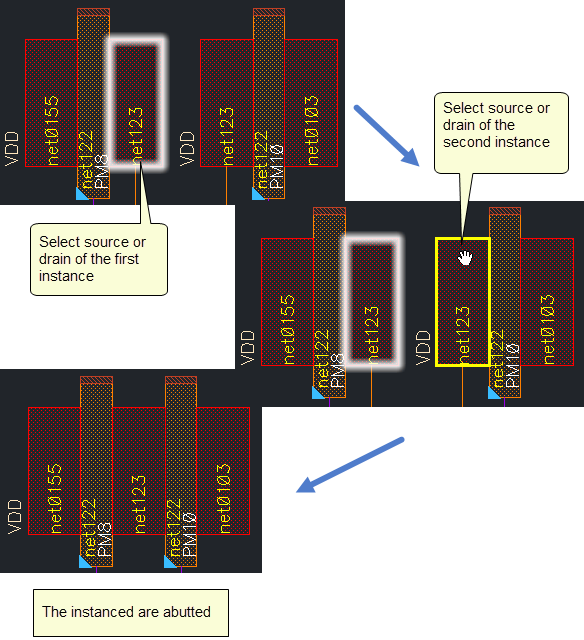 VDD
net0155
net122
PM8
net123
net123
net122
PM10
net0103
Select source or
drain of the first
instance
Select source or
drain of the
second instance
VDD
net0155
net122
PM8
net123
VDD
net123
net122
PM10
net0103
VDD
net0155
net122
PM8
net123
net122
PM10
net0103
The instanced are abutted